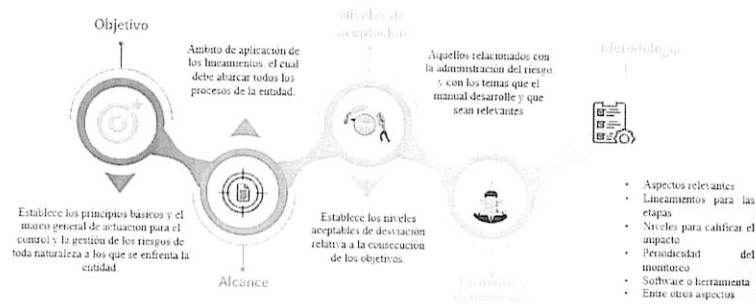 Objetivo
Establece los principios básicos y el
marco general de actuación para el
control y la gestión de los riesgos de
toda naturaleza a los que se enfrenta la
entidad.
Ámbito de aplicación de
los lineamientos, el cual
debe abarcar todos los
procesos de la entidad.
Alcance
Niveles de
aceptación
Establece los niveles
aceptables de desviación
relativa a la consecución
de los objetivos.
Aquellos relacionados con
la administración del riesgo
y con los temas que el
manual desarrolle y que
sean relevantes.
Metodología
• Aspectos relevantes
• Lineamientos para las
etapas
• Niveles para calificar el
impacto
• Periodicidad del
monitoreo
• Software o herramienta
• Entre otros aspectos